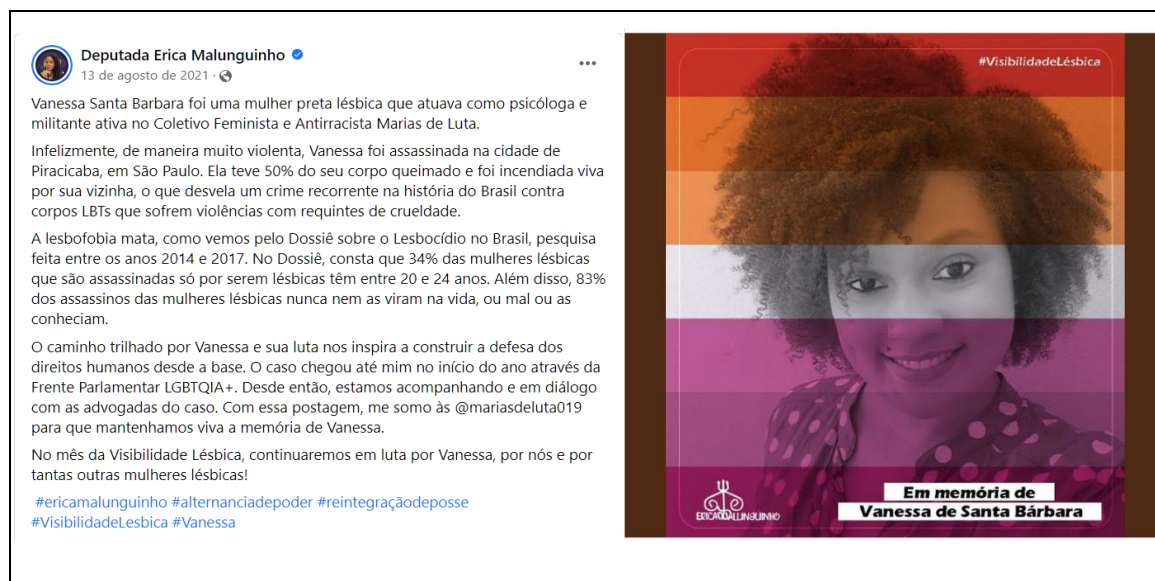 Deputada Erica Malunguinho
13 de agosto de 2021 ·
Vanessa Santa Barbara foi uma mulher preta lésbica que atuava como psicóloga e
militante ativa no Coletivo Feminista e Antirracista Marias de Luta.
Infelizmente, de maneira muito violenta, Vanessa foi assassinada na cidade de
Piracicaba, em São Paulo. Ela teve 50% do seu corpo queimado e foi incendiada viva
por sua vizinha, o que desvela um crime recorrente na história do Brasil contra
corpos LBTs que sofrem violências com requintes de crueldade.
A lesbofobia mata, como vemos pelo Dossiê sobre o Lesbocídio no Brasil, pesquisa
feita entre os anos 2014 e 2017. No Dossiê, consta que 34% das mulheres lésbicas
que são assassinadas só por serem lésbicas têm entre 20 e 24 anos. Além disso, 83%
dos assassinos das mulheres lésbicas nunca nem as viram na vida, ou mal ou as
conheciam.
O caminho trilhado por Vanessa e sua luta nos inspira a construir a defesa dos
direitos humanos desde a base. O caso chegou até mim no início do ano através da
Frente Parlamentar LGBTQIA+. Desde então, estamos acompanhando e em diálogo
com as advogadas do caso. Com essa postagem, me somo às @mariasdeluta019
para que mantenhamos viva a memória de Vanessa.
No mês da Visibilidade Lésbica, continuaremos em luta por Vanessa, por nós e por
tantas outras mulheres lésbicas!
#ericamalunguinho #alternanciadepoder #reintegraçãodeposse
#VisibilidadeLesbica #Vanessa
#VisibilidadeLésbica
ERICA MALUNGUINHO
Em memória de
Vanessa de Santa Bárbara